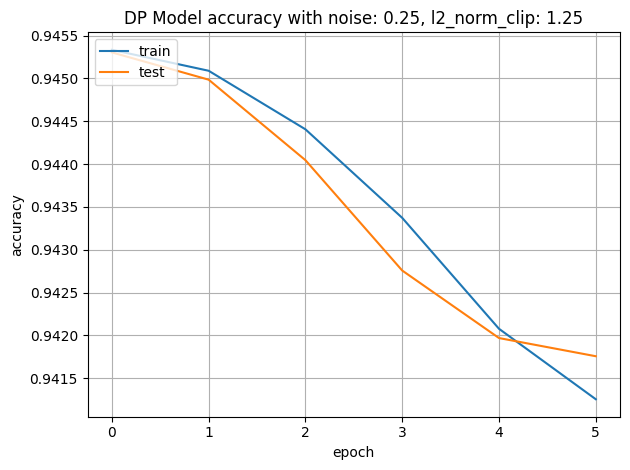 DP Model accuracy with noise: 0.25, l2_norm_clip: 1.25
0.9455
train
0.9450
test
0.9445
0.9440
0.9435
accuracy
0.9430
0.9425
0.9420
0.9415
0 1 2 3 4 5
epoch